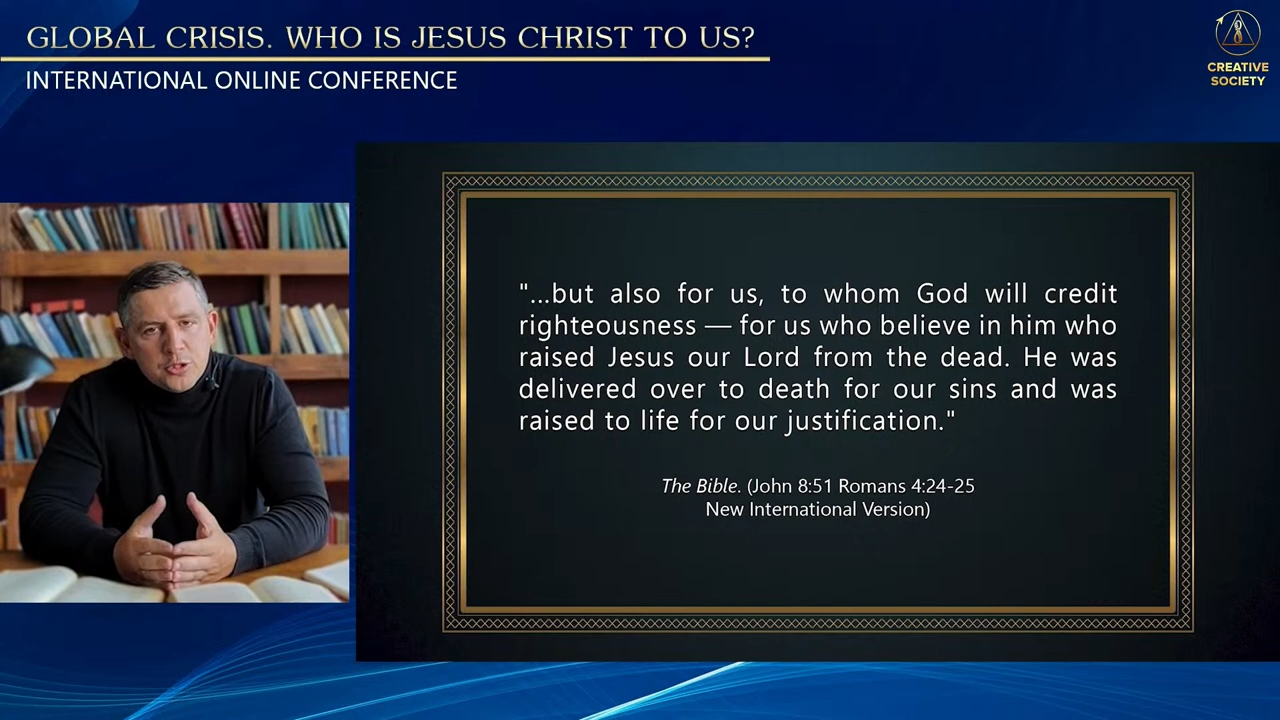 GLOBAL CRISIS. WHO IS JESUS CHRIST TO US?
INTERNATIONAL ONLINE CONFERENCE
CREATIVE
SOCIETY
"...but also for us, to whom God will credit
righteousness — for us who believe in him who
raised Jesus our Lord from the dead. He was
delivered over to death for our sins and was
raised to life for our justification."
The Bible. (John 8:51 Romans 4:24-25
New International Version)